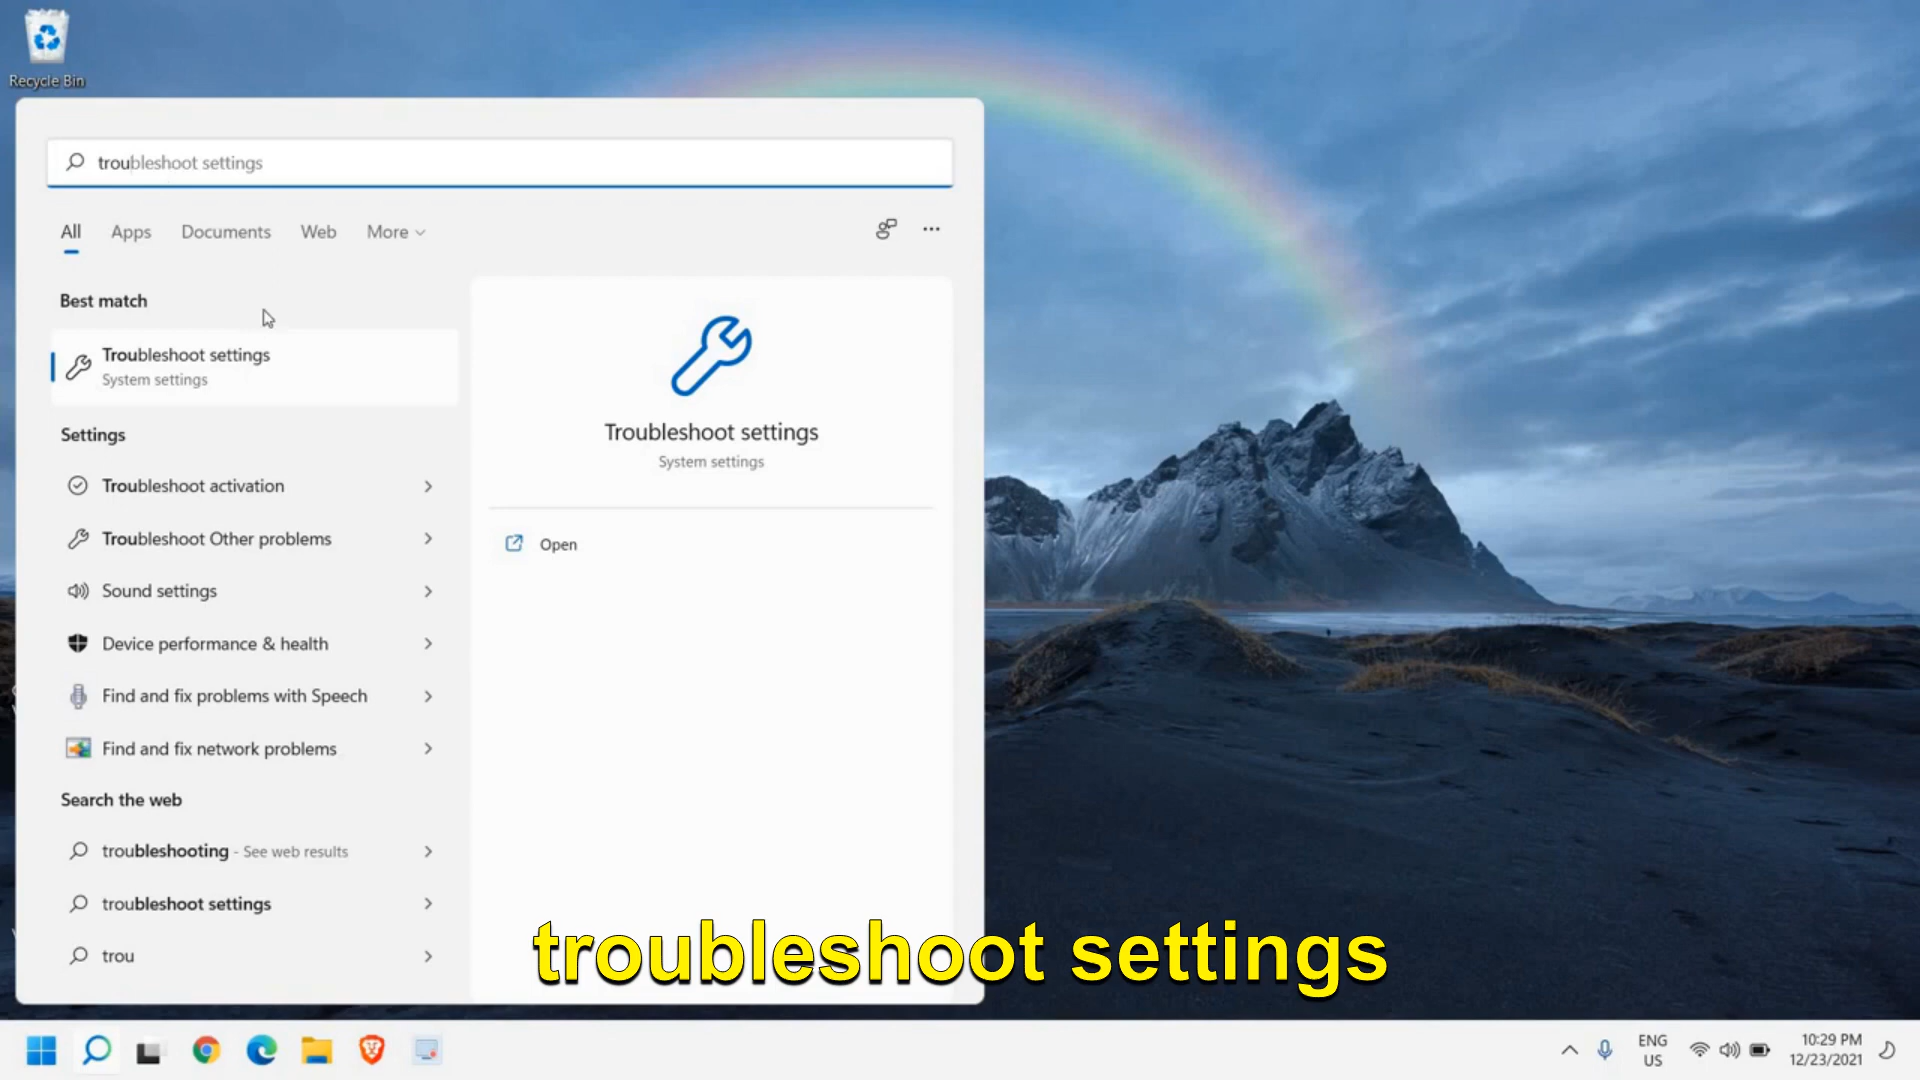 Recycle Bin
troubleshoot settings
All Apps Documents Web More
Best match
Troubleshoot settings
System settings
Settings
Troubleshoot activation
Troubleshoot Other problems
Sound settings
Device performance & health
Find and fix problems with Speech
Find and fix network problems
Search the web
troubleshooting - See web results
troubleshoot settings
trou
Troubleshoot settings
System settings
Open
troubleshoot settings
ENG
US
10:29 PM
12/23/2021